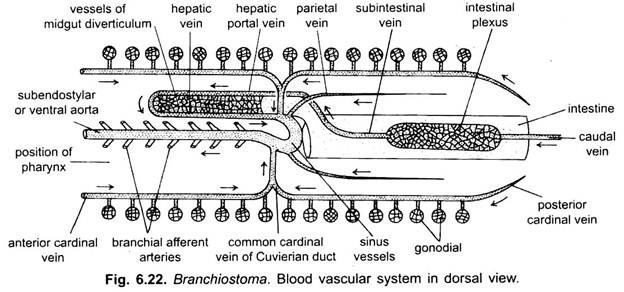 vessels of
midgut diverticulum
hepatic
vein
hepatic
portal vein
parietal
vein
subintestinal
vein
intestinal
plexus
subendostylar
or ventral aorta
intestine
caudal
vein
position of
pharynx
posterior
cardinal vein
anterior cardinal
vein
branchial afferent
arteries
common cardinal
vein of Cuvierian duct
sinus
vessels
gonodial
Fig. 6.22. Branchiostoma. Blood vascular system in dorsal view.